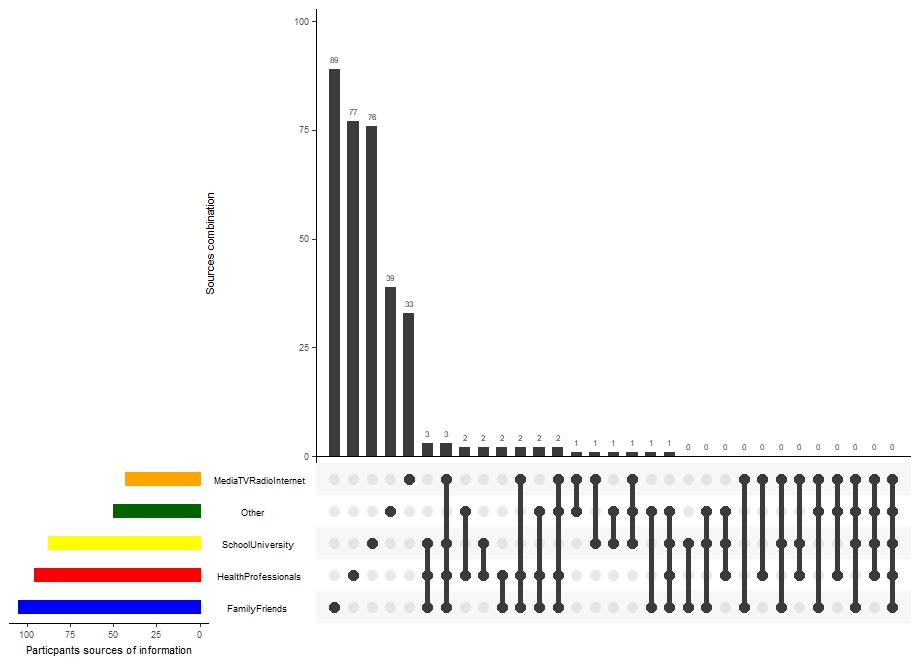 100
89
77
76
75
Sources combination
50
39
33
25
3 3 2 2 2 2 2 2 1 1 1 1 1 1 0 0 0 0 0 0 0 0 0 0 0 0
0
MediaTVRadioInternet
Other
SchoolUniversity
HealthProfessionals
FamilyFriends
100 75 50 25 0
Particpants sources of information